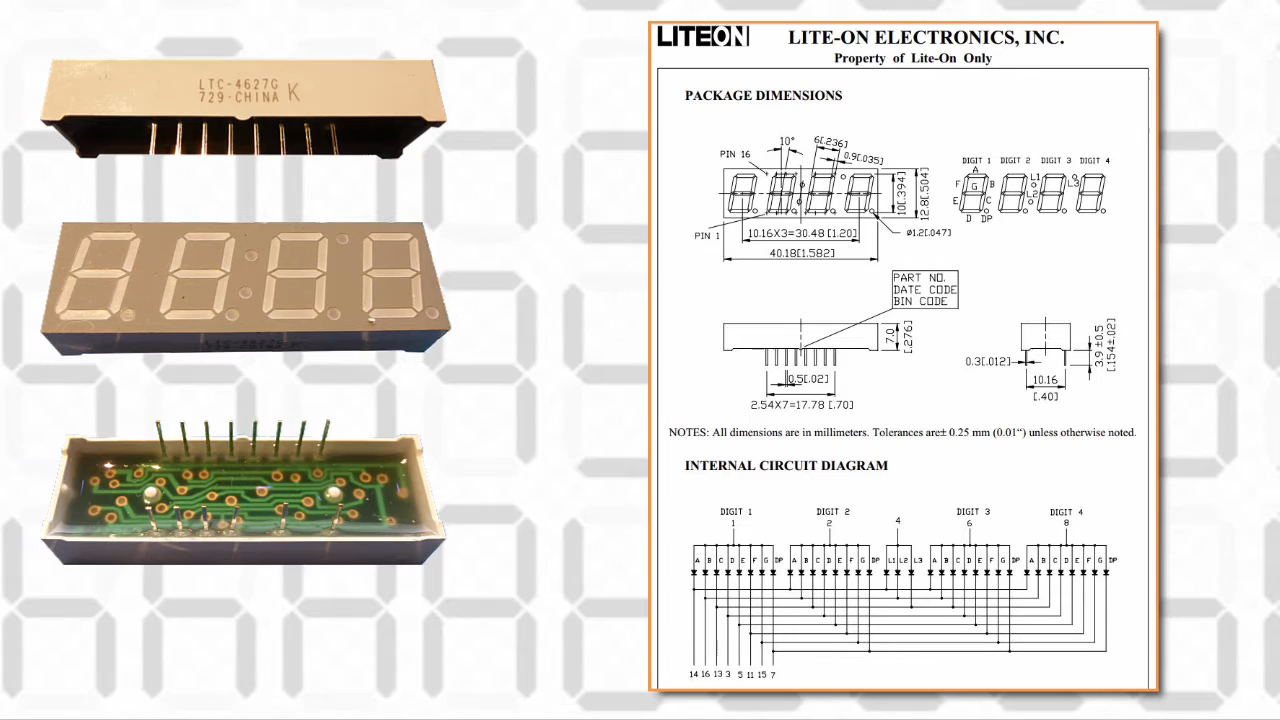 LTC-4627G
729-CHINA K
LITEON
LITE-ON ELECTRONICS, INC.
Property of Lite-On Only
PACKAGE DIMENSIONS
PIN 16
10°
6[.236]
0.9[.035]
10[.394]
12.8[.504]
PIN 1
10.16X3=30.48 [1.20]
ø1.2[.047]
40.18[1.582]
DIGIT 1 DIGIT 2 DIGIT 3 DIGIT 4
A
F G B
E C
D DP
L1
L2
L3
PART NO.
DATE CODE
BIN CODE
7.0
[.276]
0.5[.02]
2.54X7=17.78 [.70]
0.3[.012]
10.16
[.40]
3.9 ±0.5
[.154±.02]
NOTES: All dimensions are in millimeters. Tolerances are± 0.25 mm (0.01“) unless otherwise noted.
INTERNAL CIRCUIT DIAGRAM
DIGIT 1 DIGIT 2 DIGIT 3 DIGIT 4
1 2 4 6 8
A B C D E F G DP A B C D E F G DP L1 L2 L3 A B C D E F G DP A B C D E F G DP
14 16 13 3 5 11 15 7